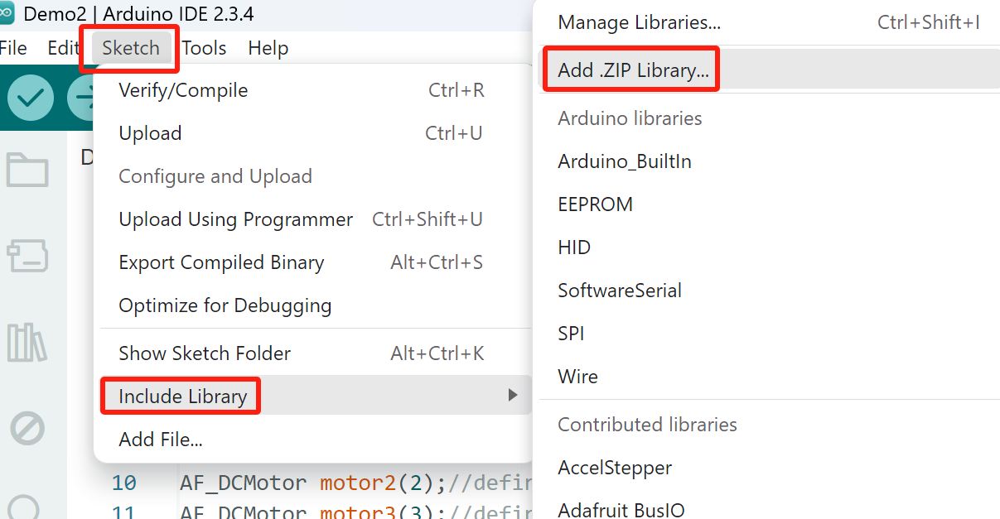 Demo2 | Arduino IDE 2.3.4
File Edit Sketch Tools Help
Verify/Compile Ctrl+R
Upload Ctrl+U
Configure and Upload
Upload Using Programmer Ctrl+Shift+U
Export Compiled Binary Alt+Ctrl+S
Optimize for Debugging
Show Sketch Folder Alt+Ctrl+K
Include Library
Add File...
10 AF_DCMotor motor2(2);//defin
11 AF_DCMotor motor3(3);//defin
Manage Libraries... Ctrl+Shift+I
Add .ZIP Library...
Arduino libraries
Arduino_BuiltIn
EEPROM
HID
SoftwareSerial
SPI
Wire
Contributed libraries
AccelStepper
Adafruit BusIO